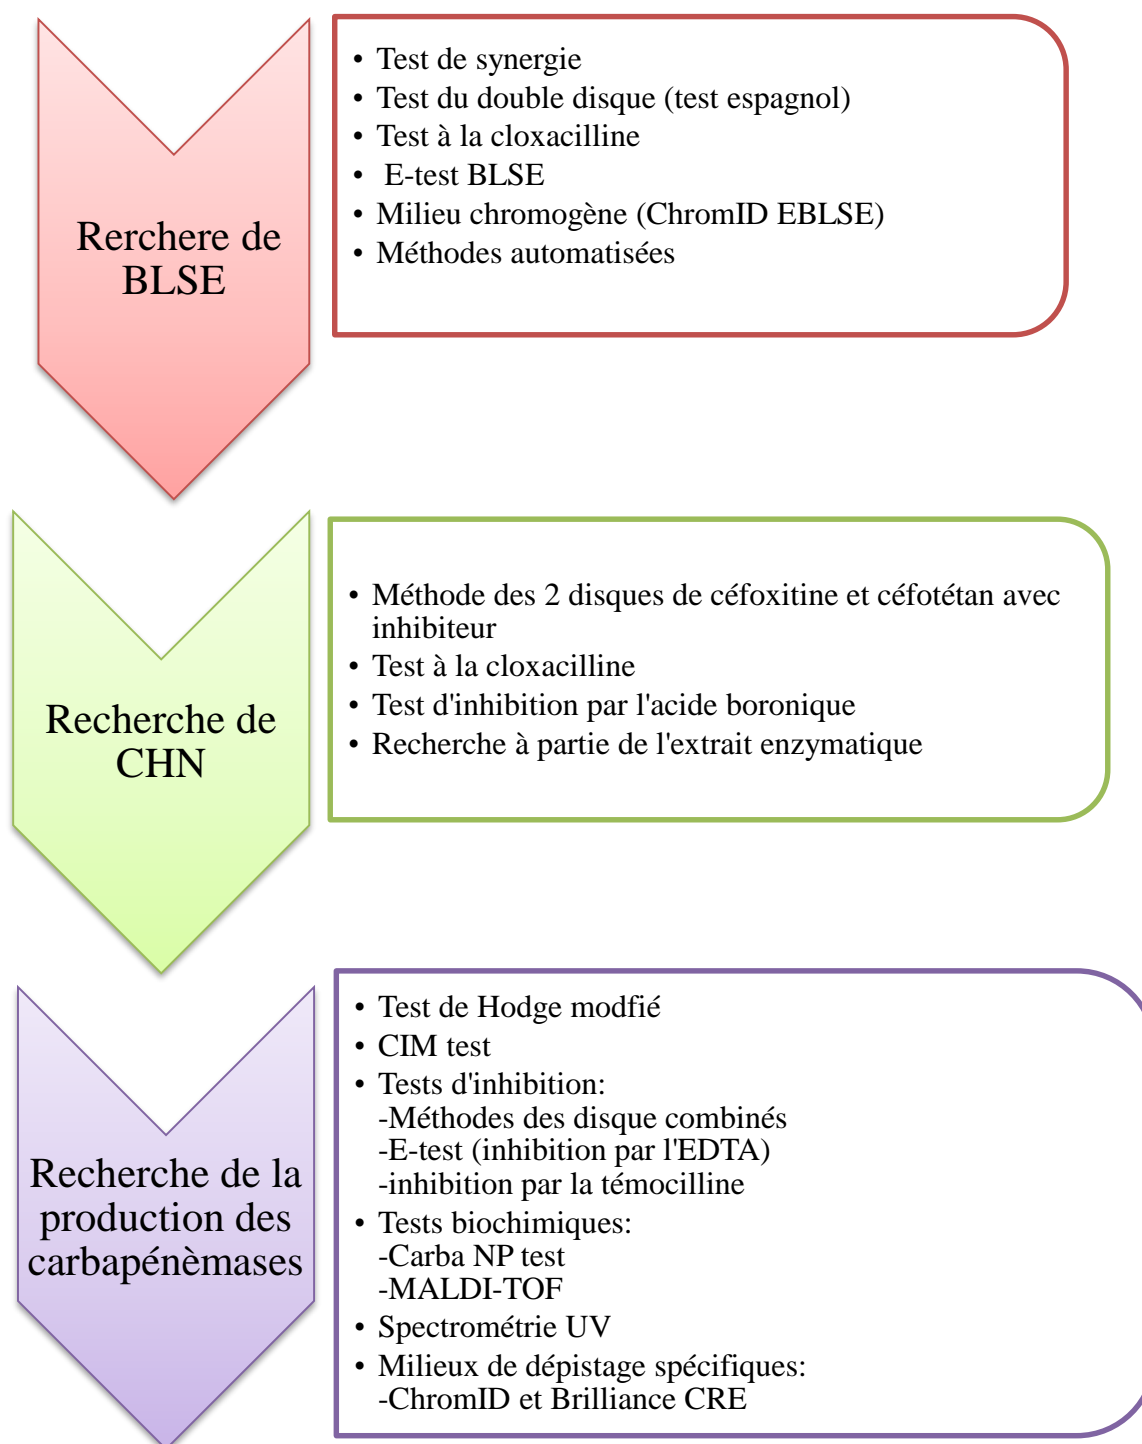 Rerchere de
BLSE
• Test de synergie
• Test du double disque (test espagnol)
• Test à la cloxacilline
• E-test BLSE
• Milieu chromogène (ChromID EBLSE)
• Méthodes automatisées
Recherche de
CHN
• Méthode des 2 disques de céfoxitine et céfotétan avec
inhibiteur
• Test à la cloxacilline
• Test d'inhibition par l'acide boronique
• Recherche à partie de l'extrait enzymatique
Recherche de la
production des
carbapénèmases
• Test de Hodge modfié
• CIM test
• Tests d'inhibition:
-Méthodes des disque combinés
-E-test (inhibition par l'EDTA)
-inhibition par la témocilline
• Tests biochimiques:
-Carba NP test
-MALDI-TOF
• Spectrométrie UV
• Milieux de dépistage spécifiques:
-ChromID et Brilliance CRE